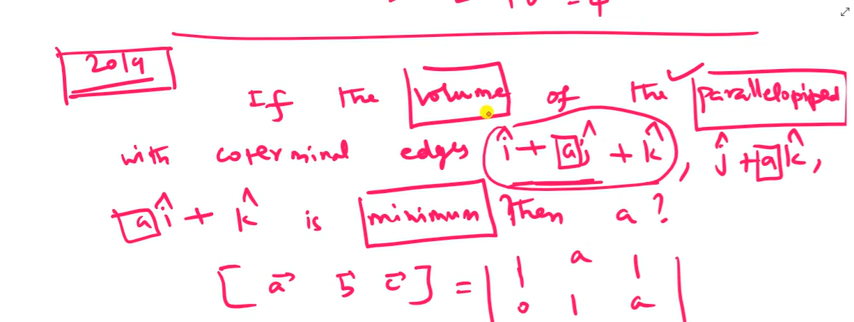 2019
If the volume of the parallelopiped
with coterminal edges î + aĵ + k̂, ĵ + ak̂,
aî + k̂ is minimum then a?
[a⃗ b⃗ c⃗] = | 1 a 1 |
| 0 1 a |